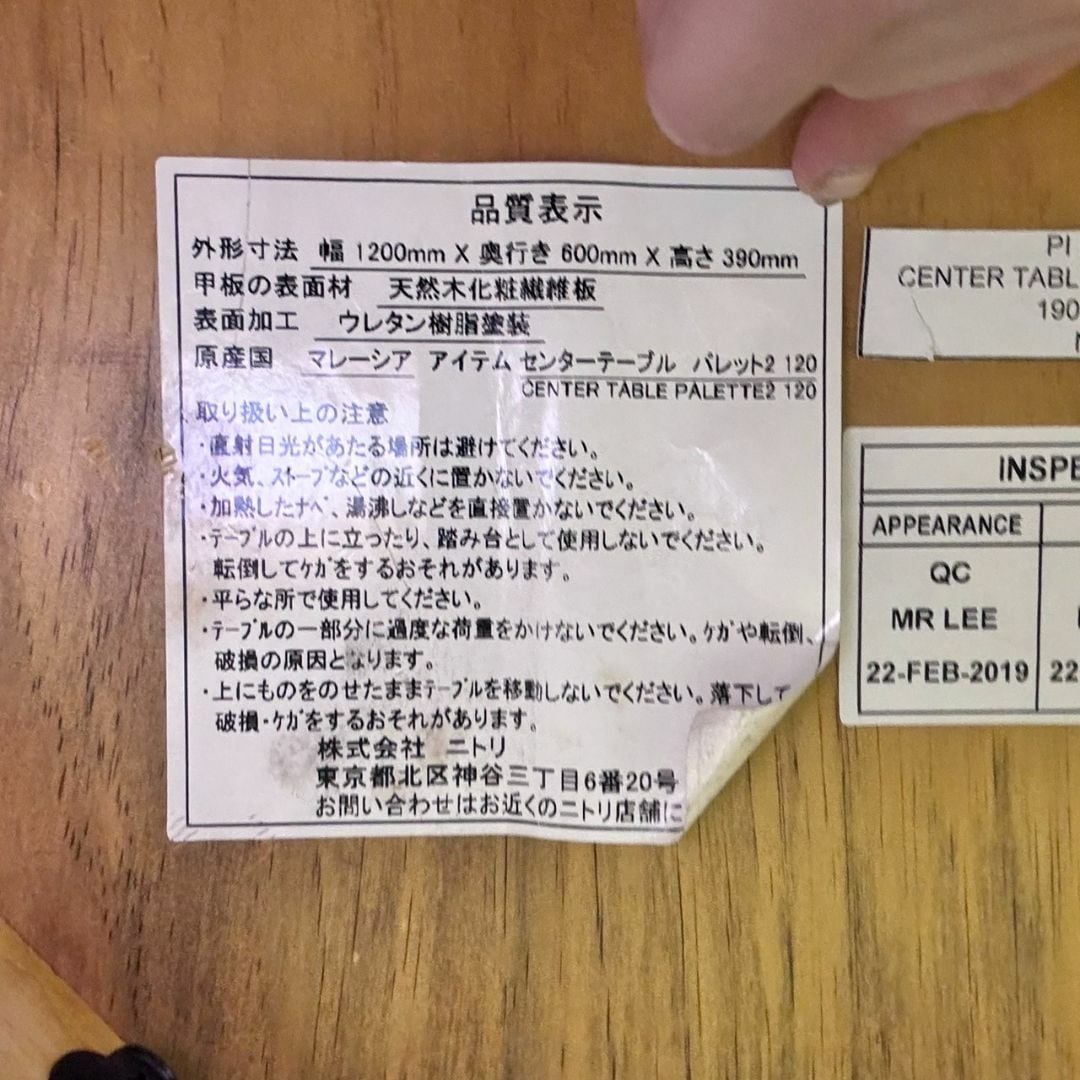 品質表示
外形寸法 幅 1200mm X 奥行き 600mm X 高さ 390mm
甲板の表面材 天然木化粧繊維板
表面加工 ウレタン樹脂塗装
原産国 マレーシア アイテム センターテーブル パレット2 120
CENTER TABLE PALETTE2 120
取り扱い上の注意
・直射日光があたる場所は避けてください。
・火気、ストーブなどの近くに置かないでください。
・加熱したナベ、湯沸しなどを直接置かないでください。
・テーブルの上に立ったり、踏み台として使用しないでください。
転倒してケガをするおそれがあります。
・平らな所で使用してください。
・テーブルの一部分に過度な荷重をかけないでください。ケガや転倒、
破損の原因となります。
・上にものをのせたままテーブルを移動しないでください。落下して
破損・ケガをするおそれがあります。
株式会社 ニトリ
東京都北区神谷三丁目6番20号
お問い合わせはお近くのニトリ店舗に
PI
CENTER TABL
190
INSPE
APPEARANCE
QC
MR LEE
22-FEB-2019
22